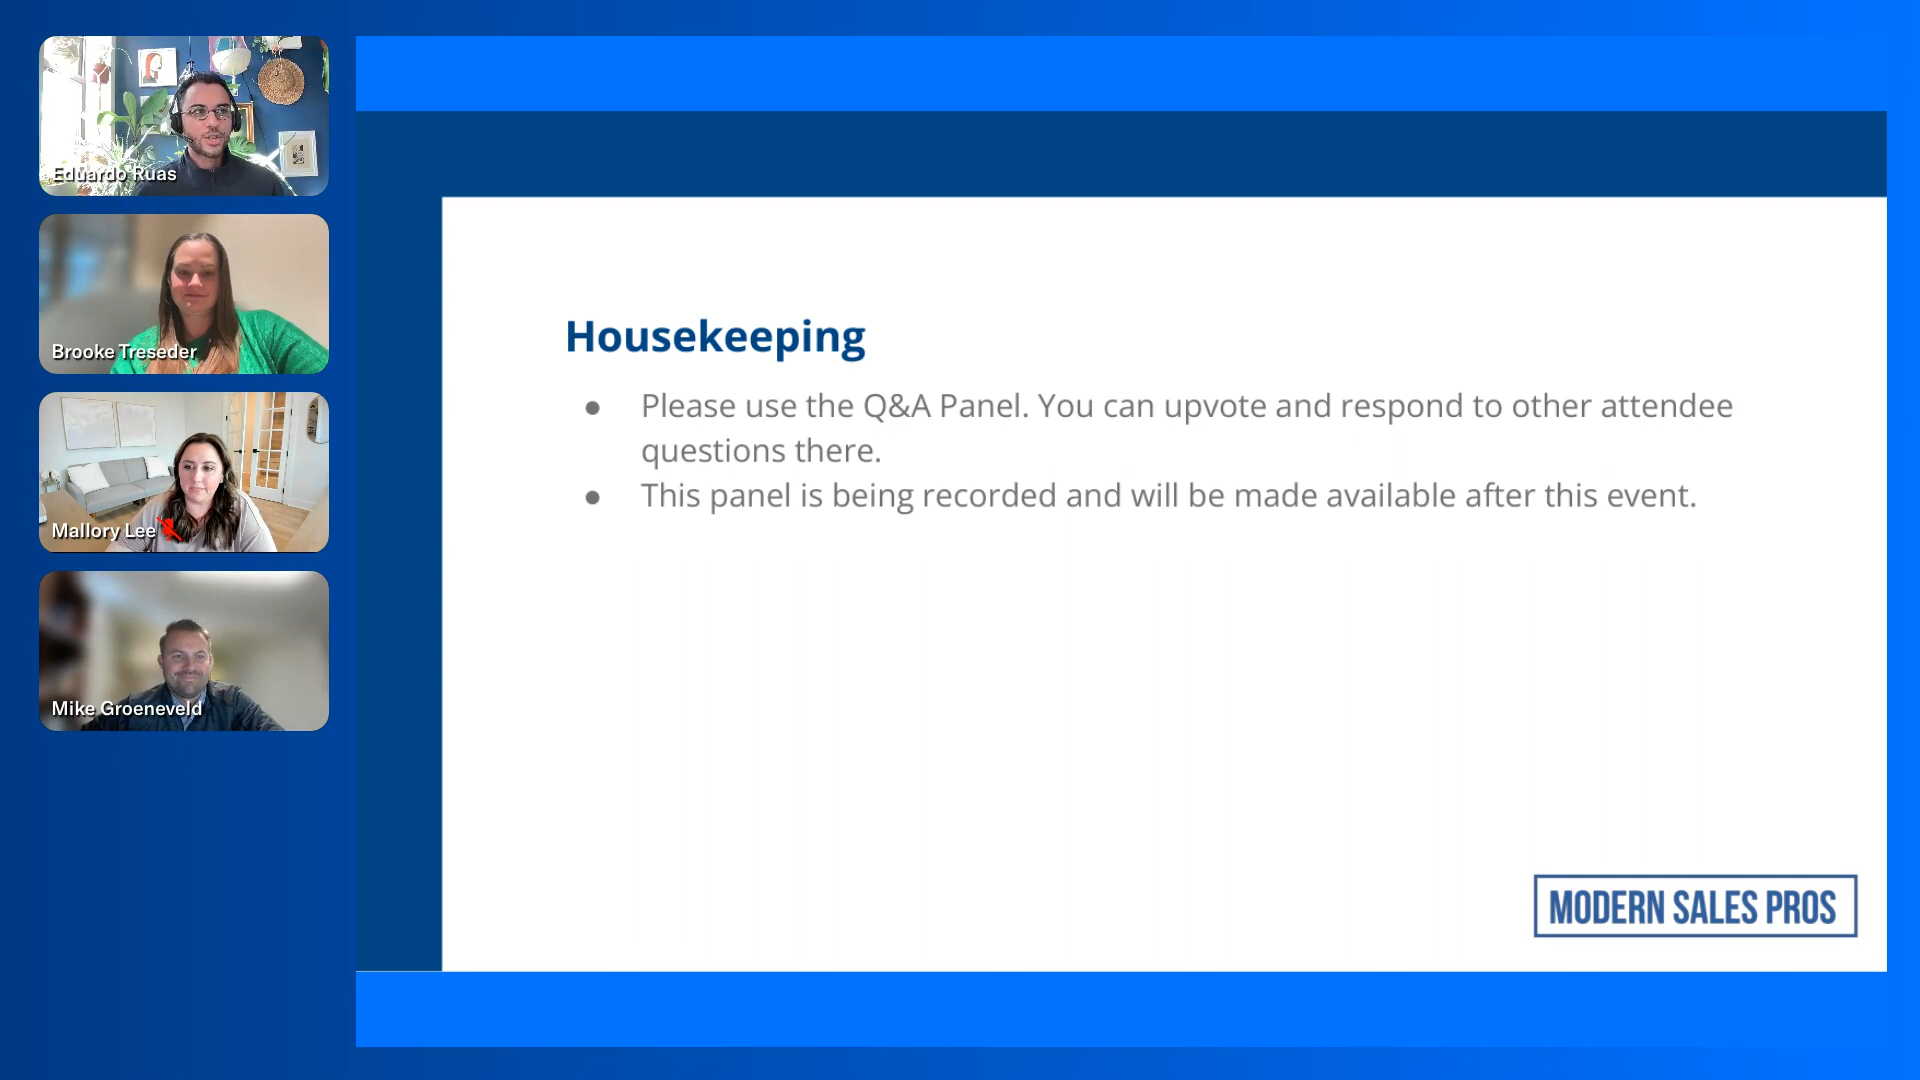 Eduardo Ruas
Brooke Treseder
Mallory Lee
Mike Groeneveld
Housekeeping
● Please use the Q&A Panel. You can upvote and respond to other attendee
questions there.
● This panel is being recorded and will be made available after this event.
MODERN SALES PROS